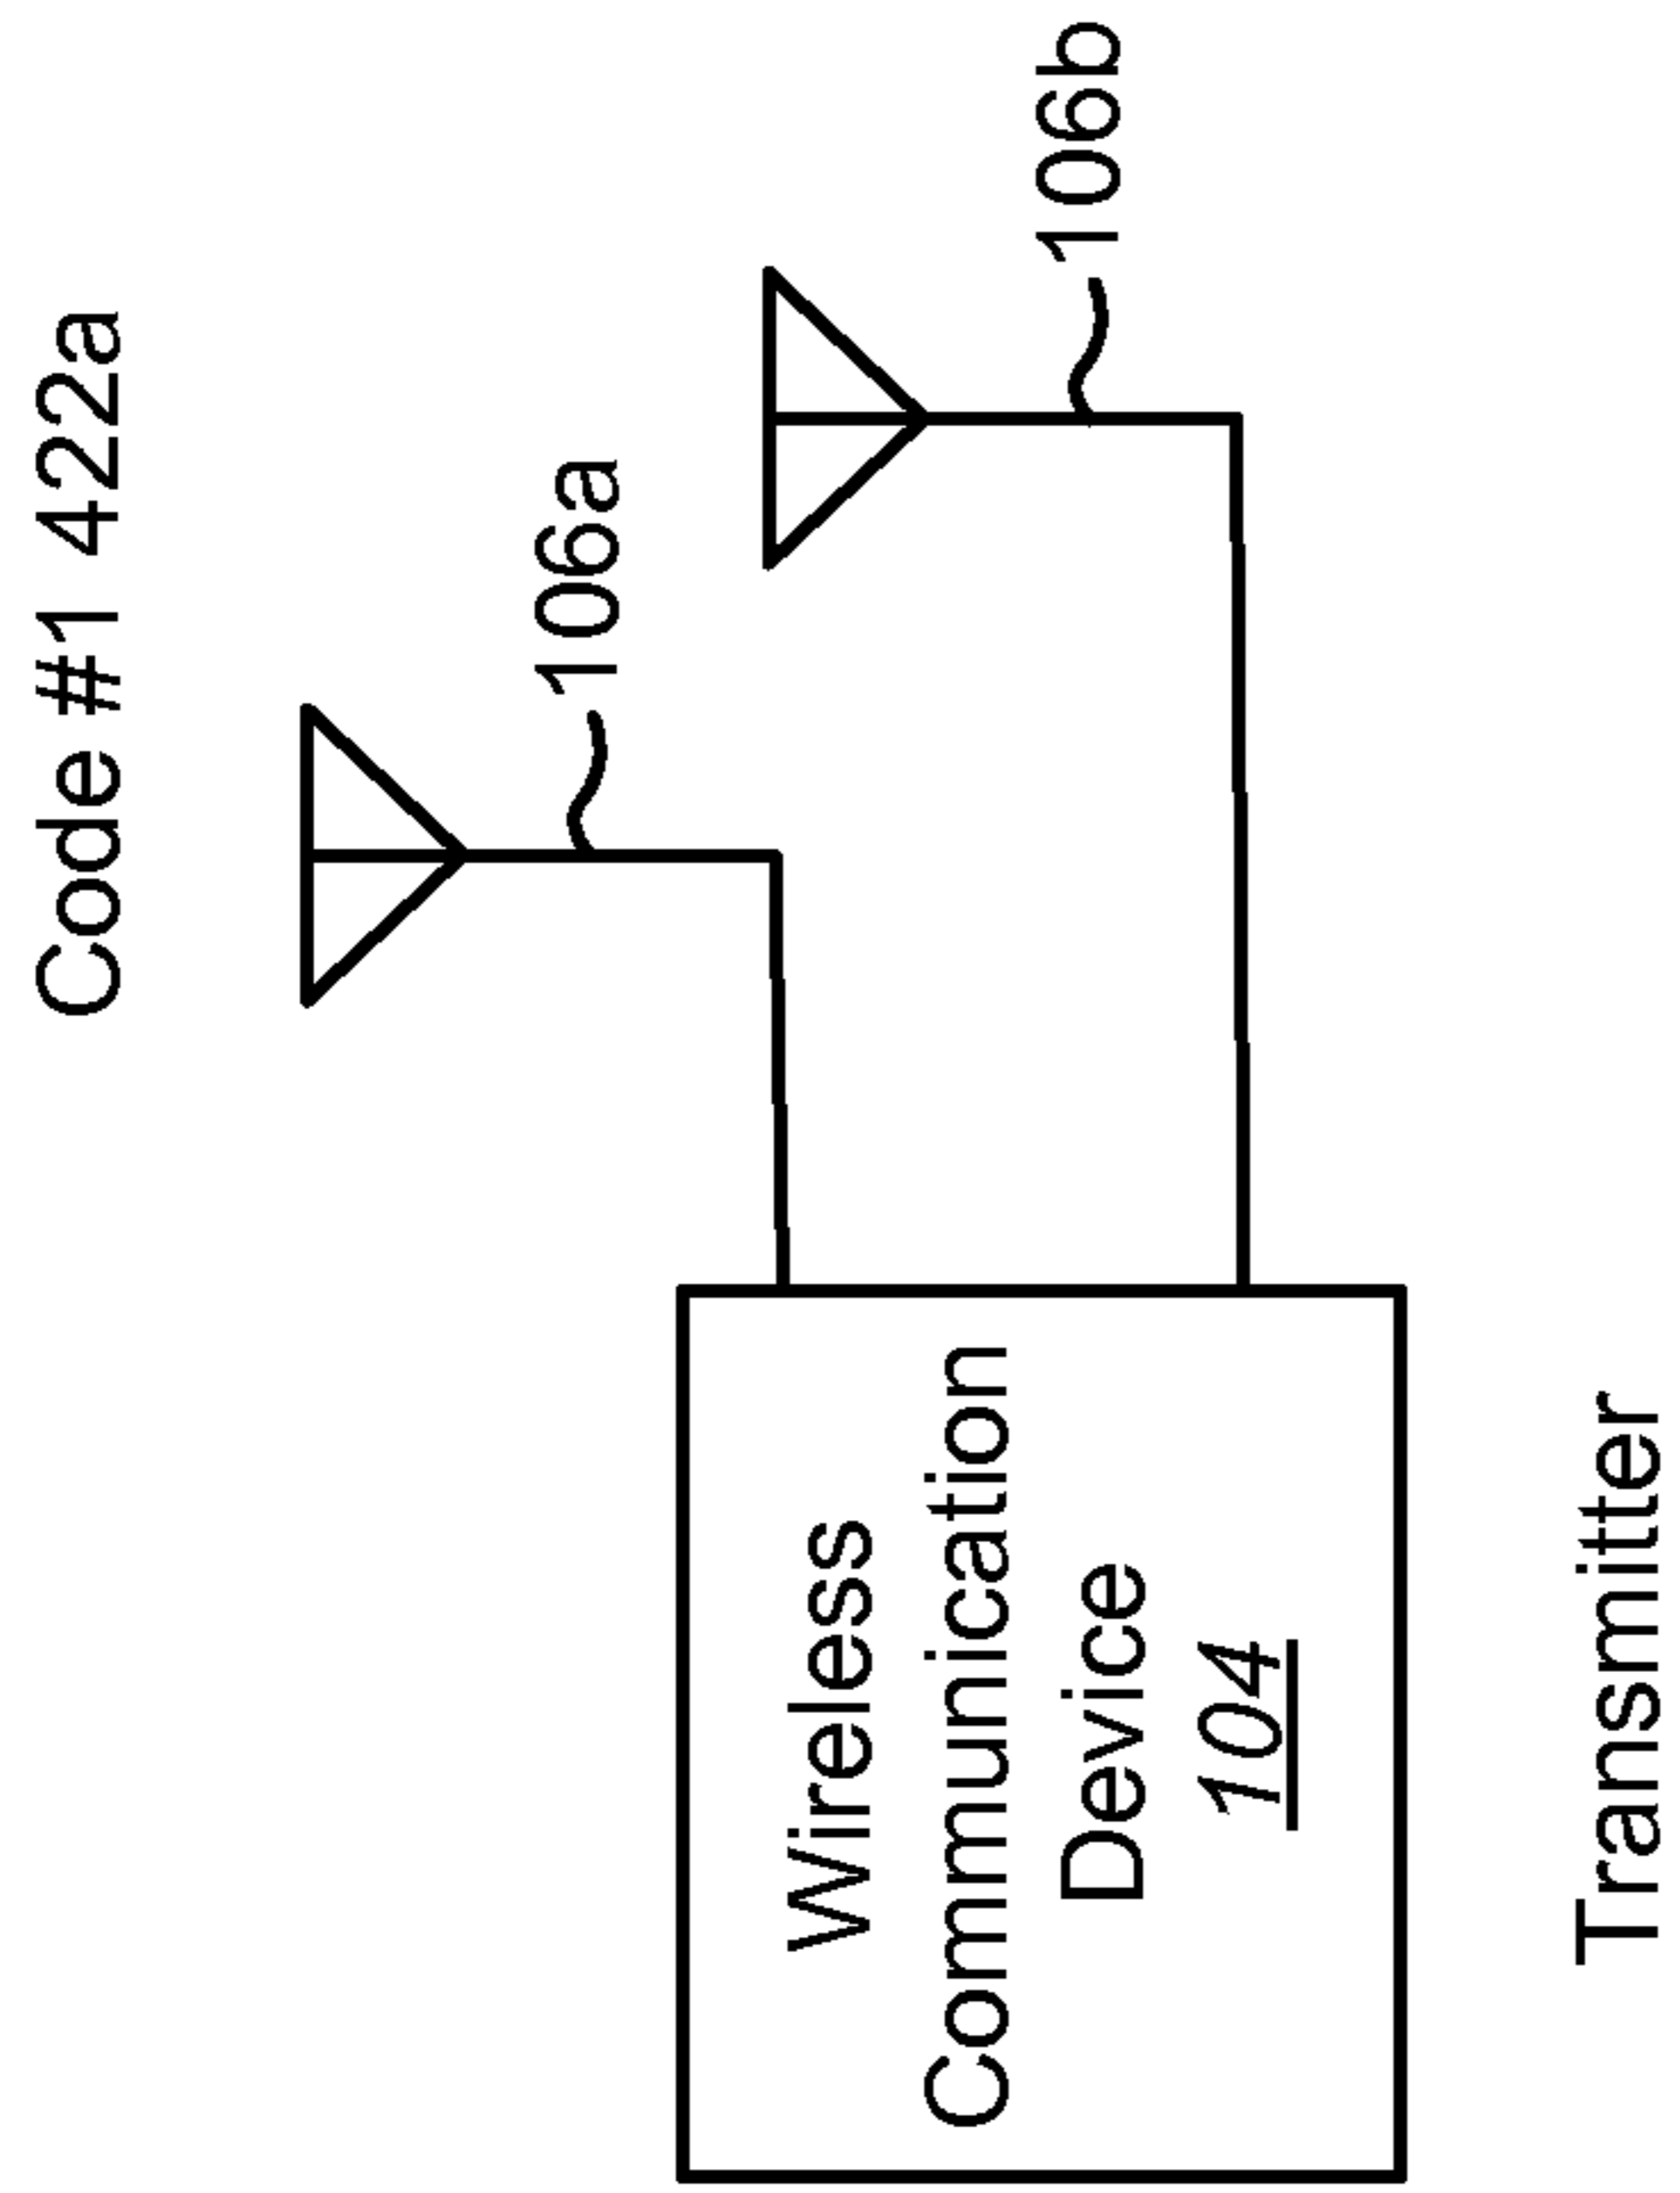 Code #1 422a
106a
106b
Wireless
Communication
Device
104
Transmitter